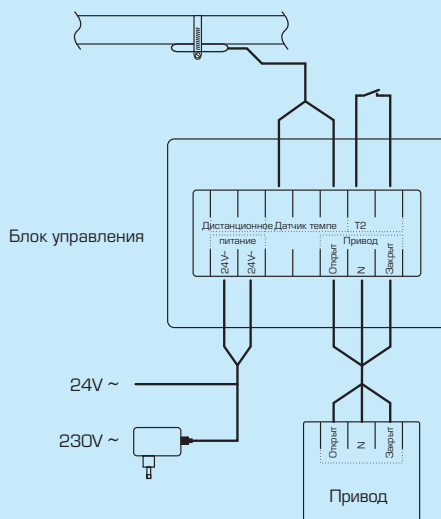 Дистанционное Датчик темпе T2
питание Привод
24V~ 24V~ Открыт N Закрыт
Блок управления
24V ~
230V ~
Открыт N Закрыт
Привод